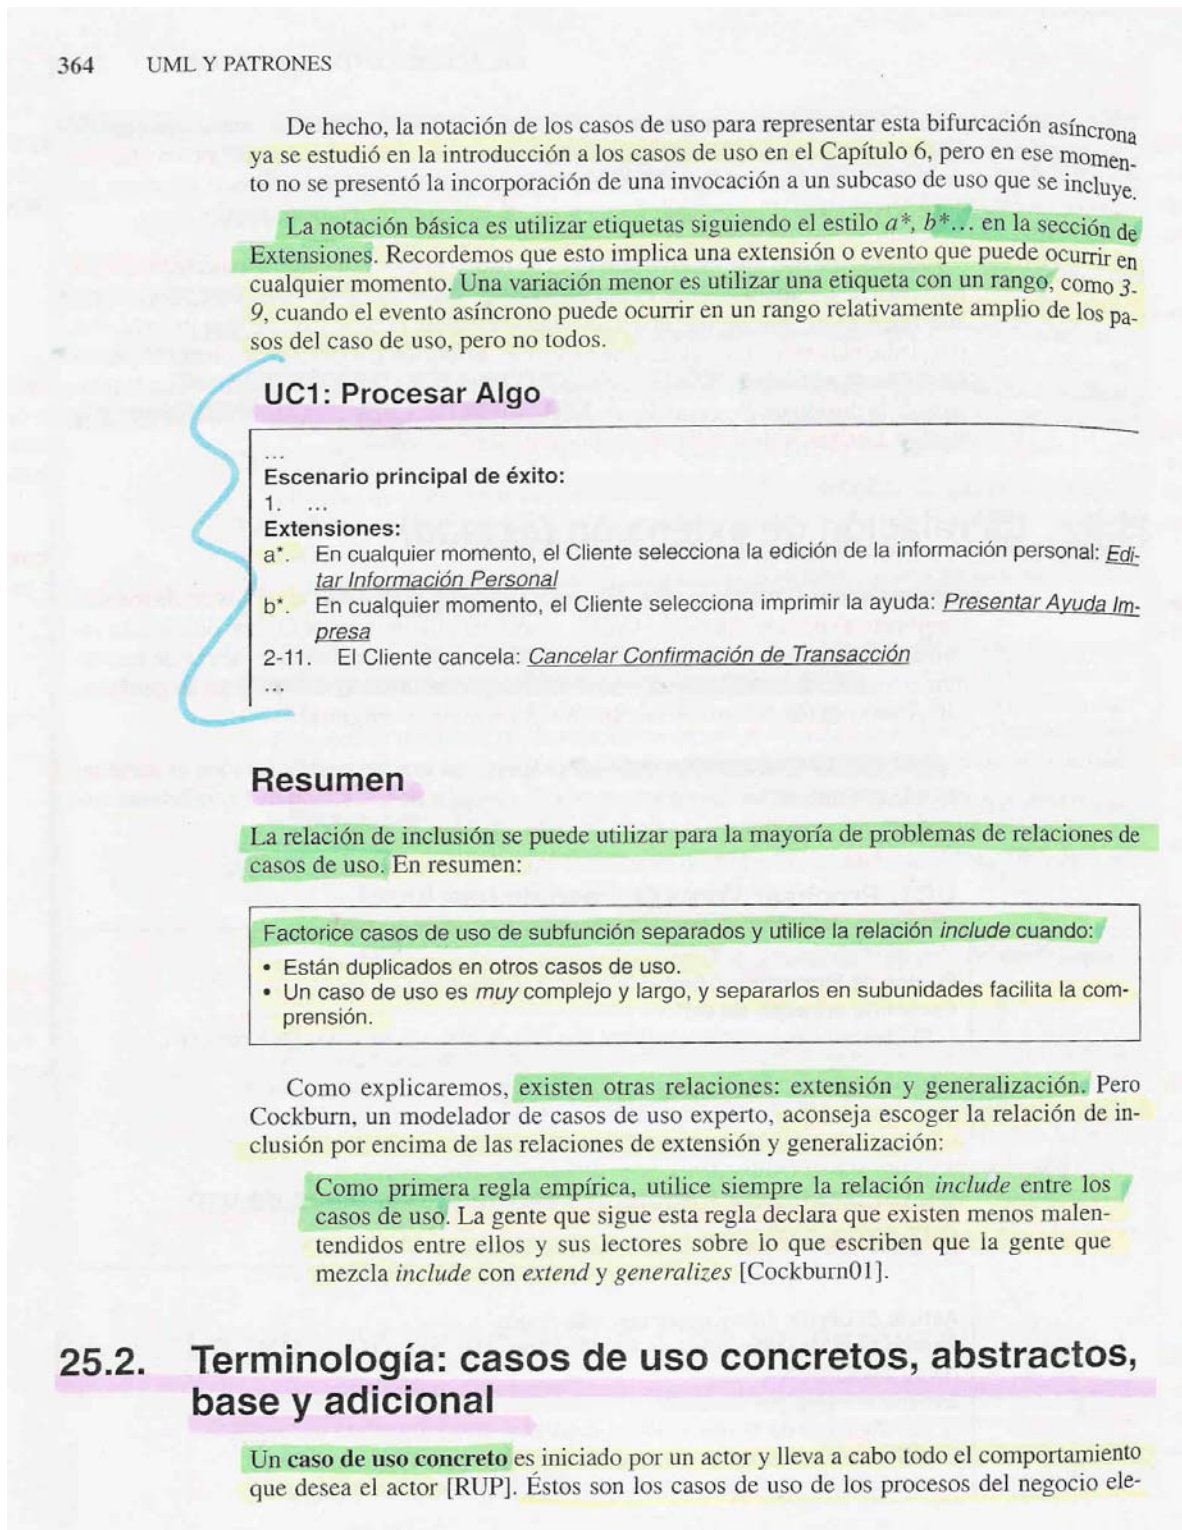 364 UML Y PATRONES
De hecho, la notación de los casos de uso para representar esta bifurcación asíncrona
ya se estudió en la introducción a los casos de uso en el Capítulo 6, pero en ese momen-
to no se presentó la incorporación de una invocación a un subcaso de uso que se incluye.
La notación básica es utilizar etiquetas siguiendo el estilo a*, b*... en la sección de
Extensiones. Recordemos que esto implica una extensión o evento que puede ocurrir en
cualquier momento. Una variación menor es utilizar una etiqueta con un rango, como 3-
9, cuando el evento asíncrono puede ocurrir en un rango relativamente amplio de los pa-
sos del caso de uso, pero no todos.
UC1: Procesar Algo
...
Escenario principal de éxito:
1. ...
Extensiones:
a*. En cualquier momento, el Cliente selecciona la edición de la información personal: Edi-
tar Información Personal
b*. En cualquier momento, el Cliente selecciona imprimir la ayuda: Presentar Ayuda Im-
presa
2-11. El Cliente cancela: Cancelar Confirmación de Transacción
...
Resumen
La relación de inclusión se puede utilizar para la mayoría de problemas de relaciones de
casos de uso. En resumen:
Factorice casos de uso de subfunción separados y utilice la relación include cuando:
• Están duplicados en otros casos de uso.
• Un caso de uso es muy complejo y largo, y separarlos en subunidades facilita la com-
prensión.
Como explicaremos, existen otras relaciones: extensión y generalización. Pero
Cockburn, un modelador de casos de uso experto, aconseja escoger la relación de in-
clusión por encima de las relaciones de extensión y generalización:
Como primera regla empírica, utilice siempre la relación include entre los
casos de uso. La gente que sigue esta regla declara que existen menos malen-
tendidos entre ellos y sus lectores sobre lo que escriben que la gente que
mezcla include con extend y generalizes [Cockburn01].
25.2. Terminología: casos de uso concretos, abstractos,
base y adicional
Un caso de uso concreto es iniciado por un actor y lleva a cabo todo el comportamiento
que desea el actor [RUP]. Éstos son los casos de uso de los procesos del negocio ele-